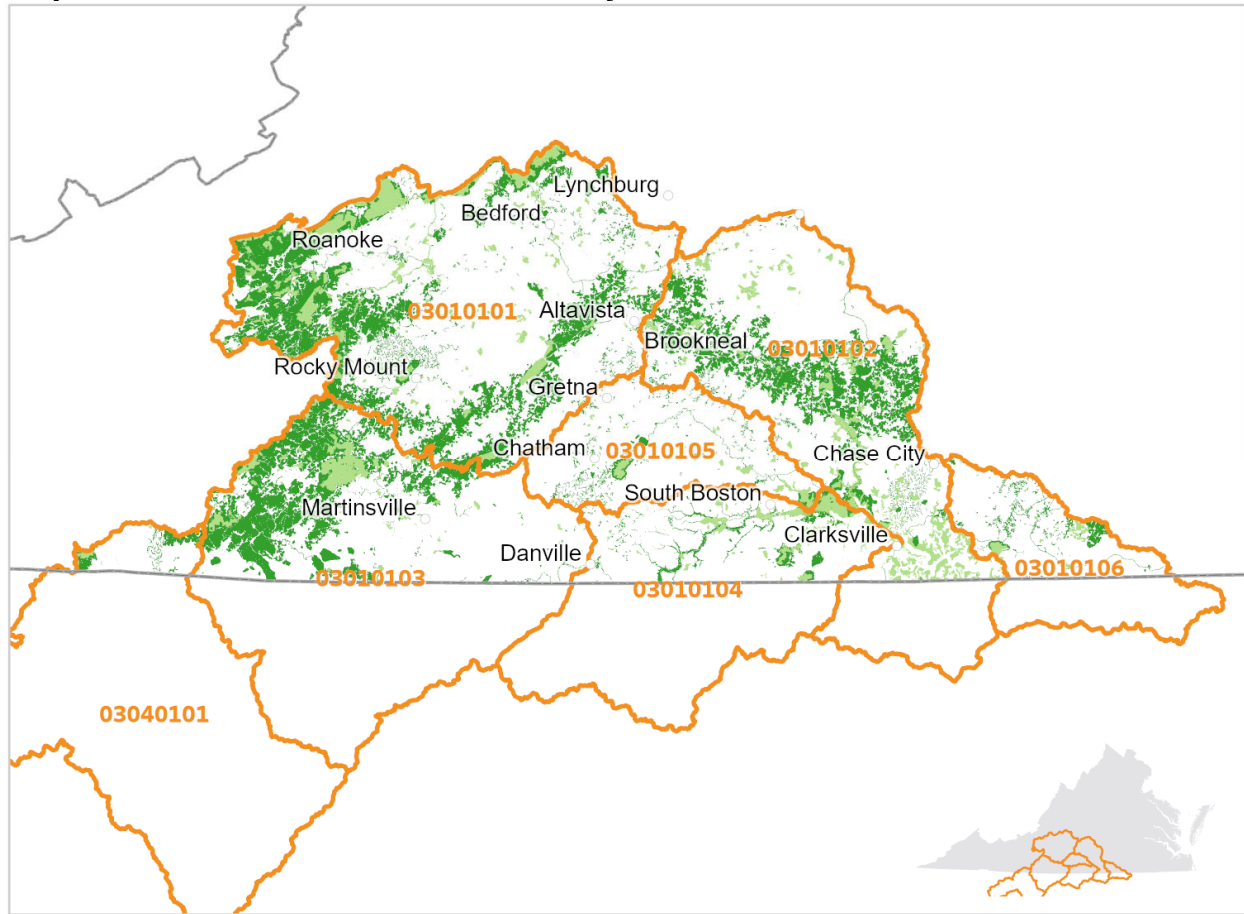 Lynchburg
Bedford
Roanoke
03010101
Altavista
Brookneal
03010102
Rocky Mount
Gretna
Chatham
03010105
Chase City
South Boston
Martinsville
Clarksville
Danville
03010103
03010104
03010106
03040101